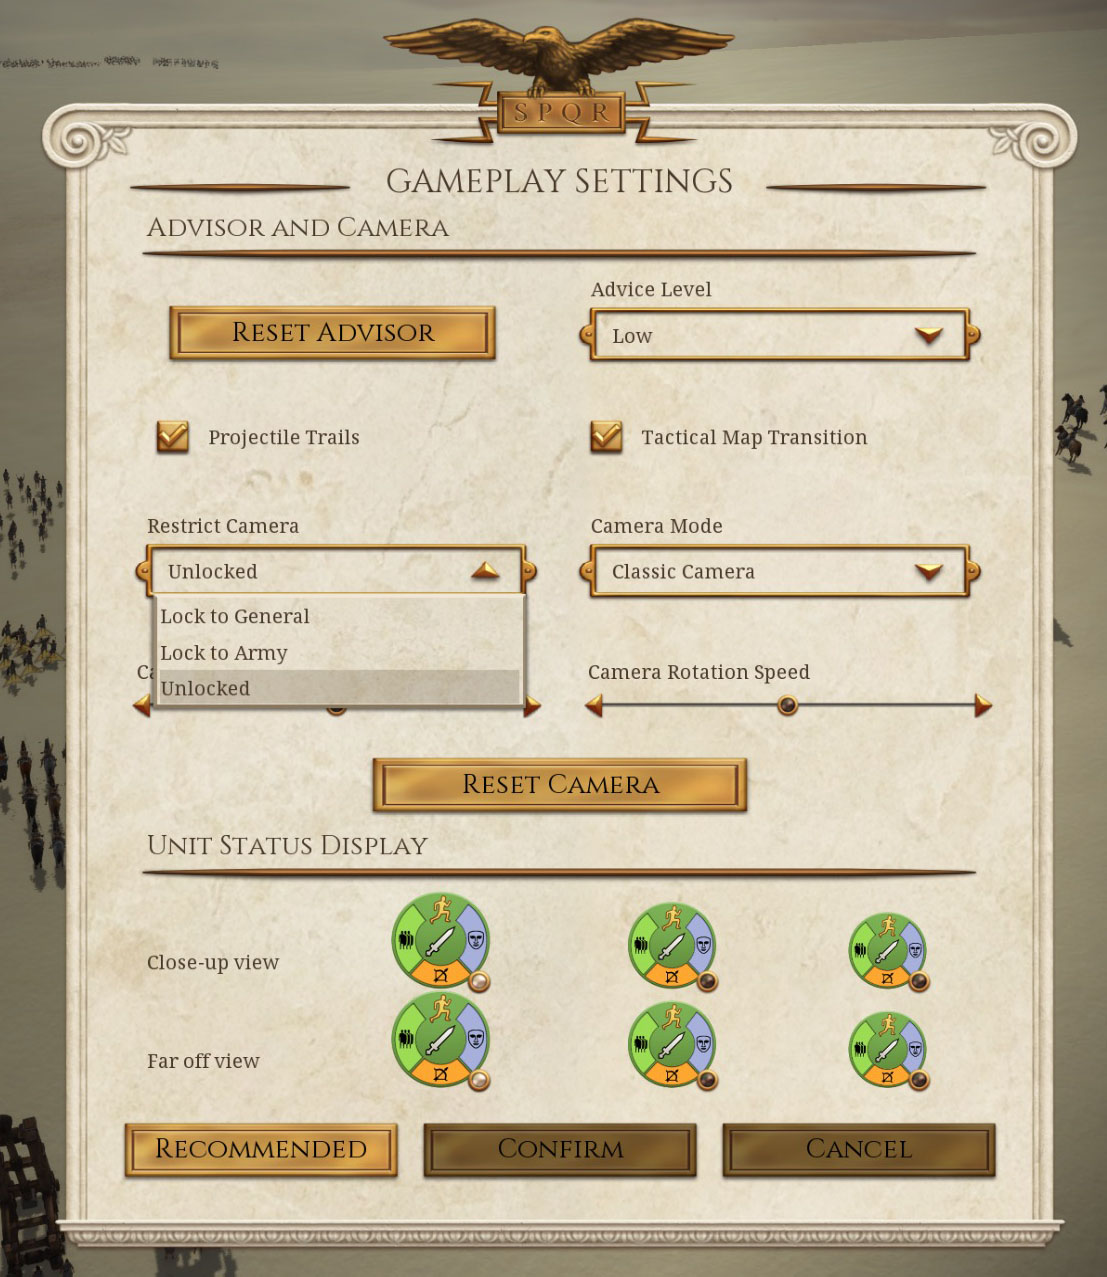 SPQR
GAMEPLAY SETTINGS
ADVISOR AND CAMERA
Advice Level
RESET ADVISOR
Low
Projectile Trails
Tactical Map Transition
Restrict Camera
Camera Mode
Unlocked
Classic Camera
Lock to General
Lock to Army
Unlocked
Camera Rotation Speed
RESET CAMERA
UNIT STATUS DISPLAY
Close-up view
Far off view
RECOMMENDED
CONFIRM
CANCEL